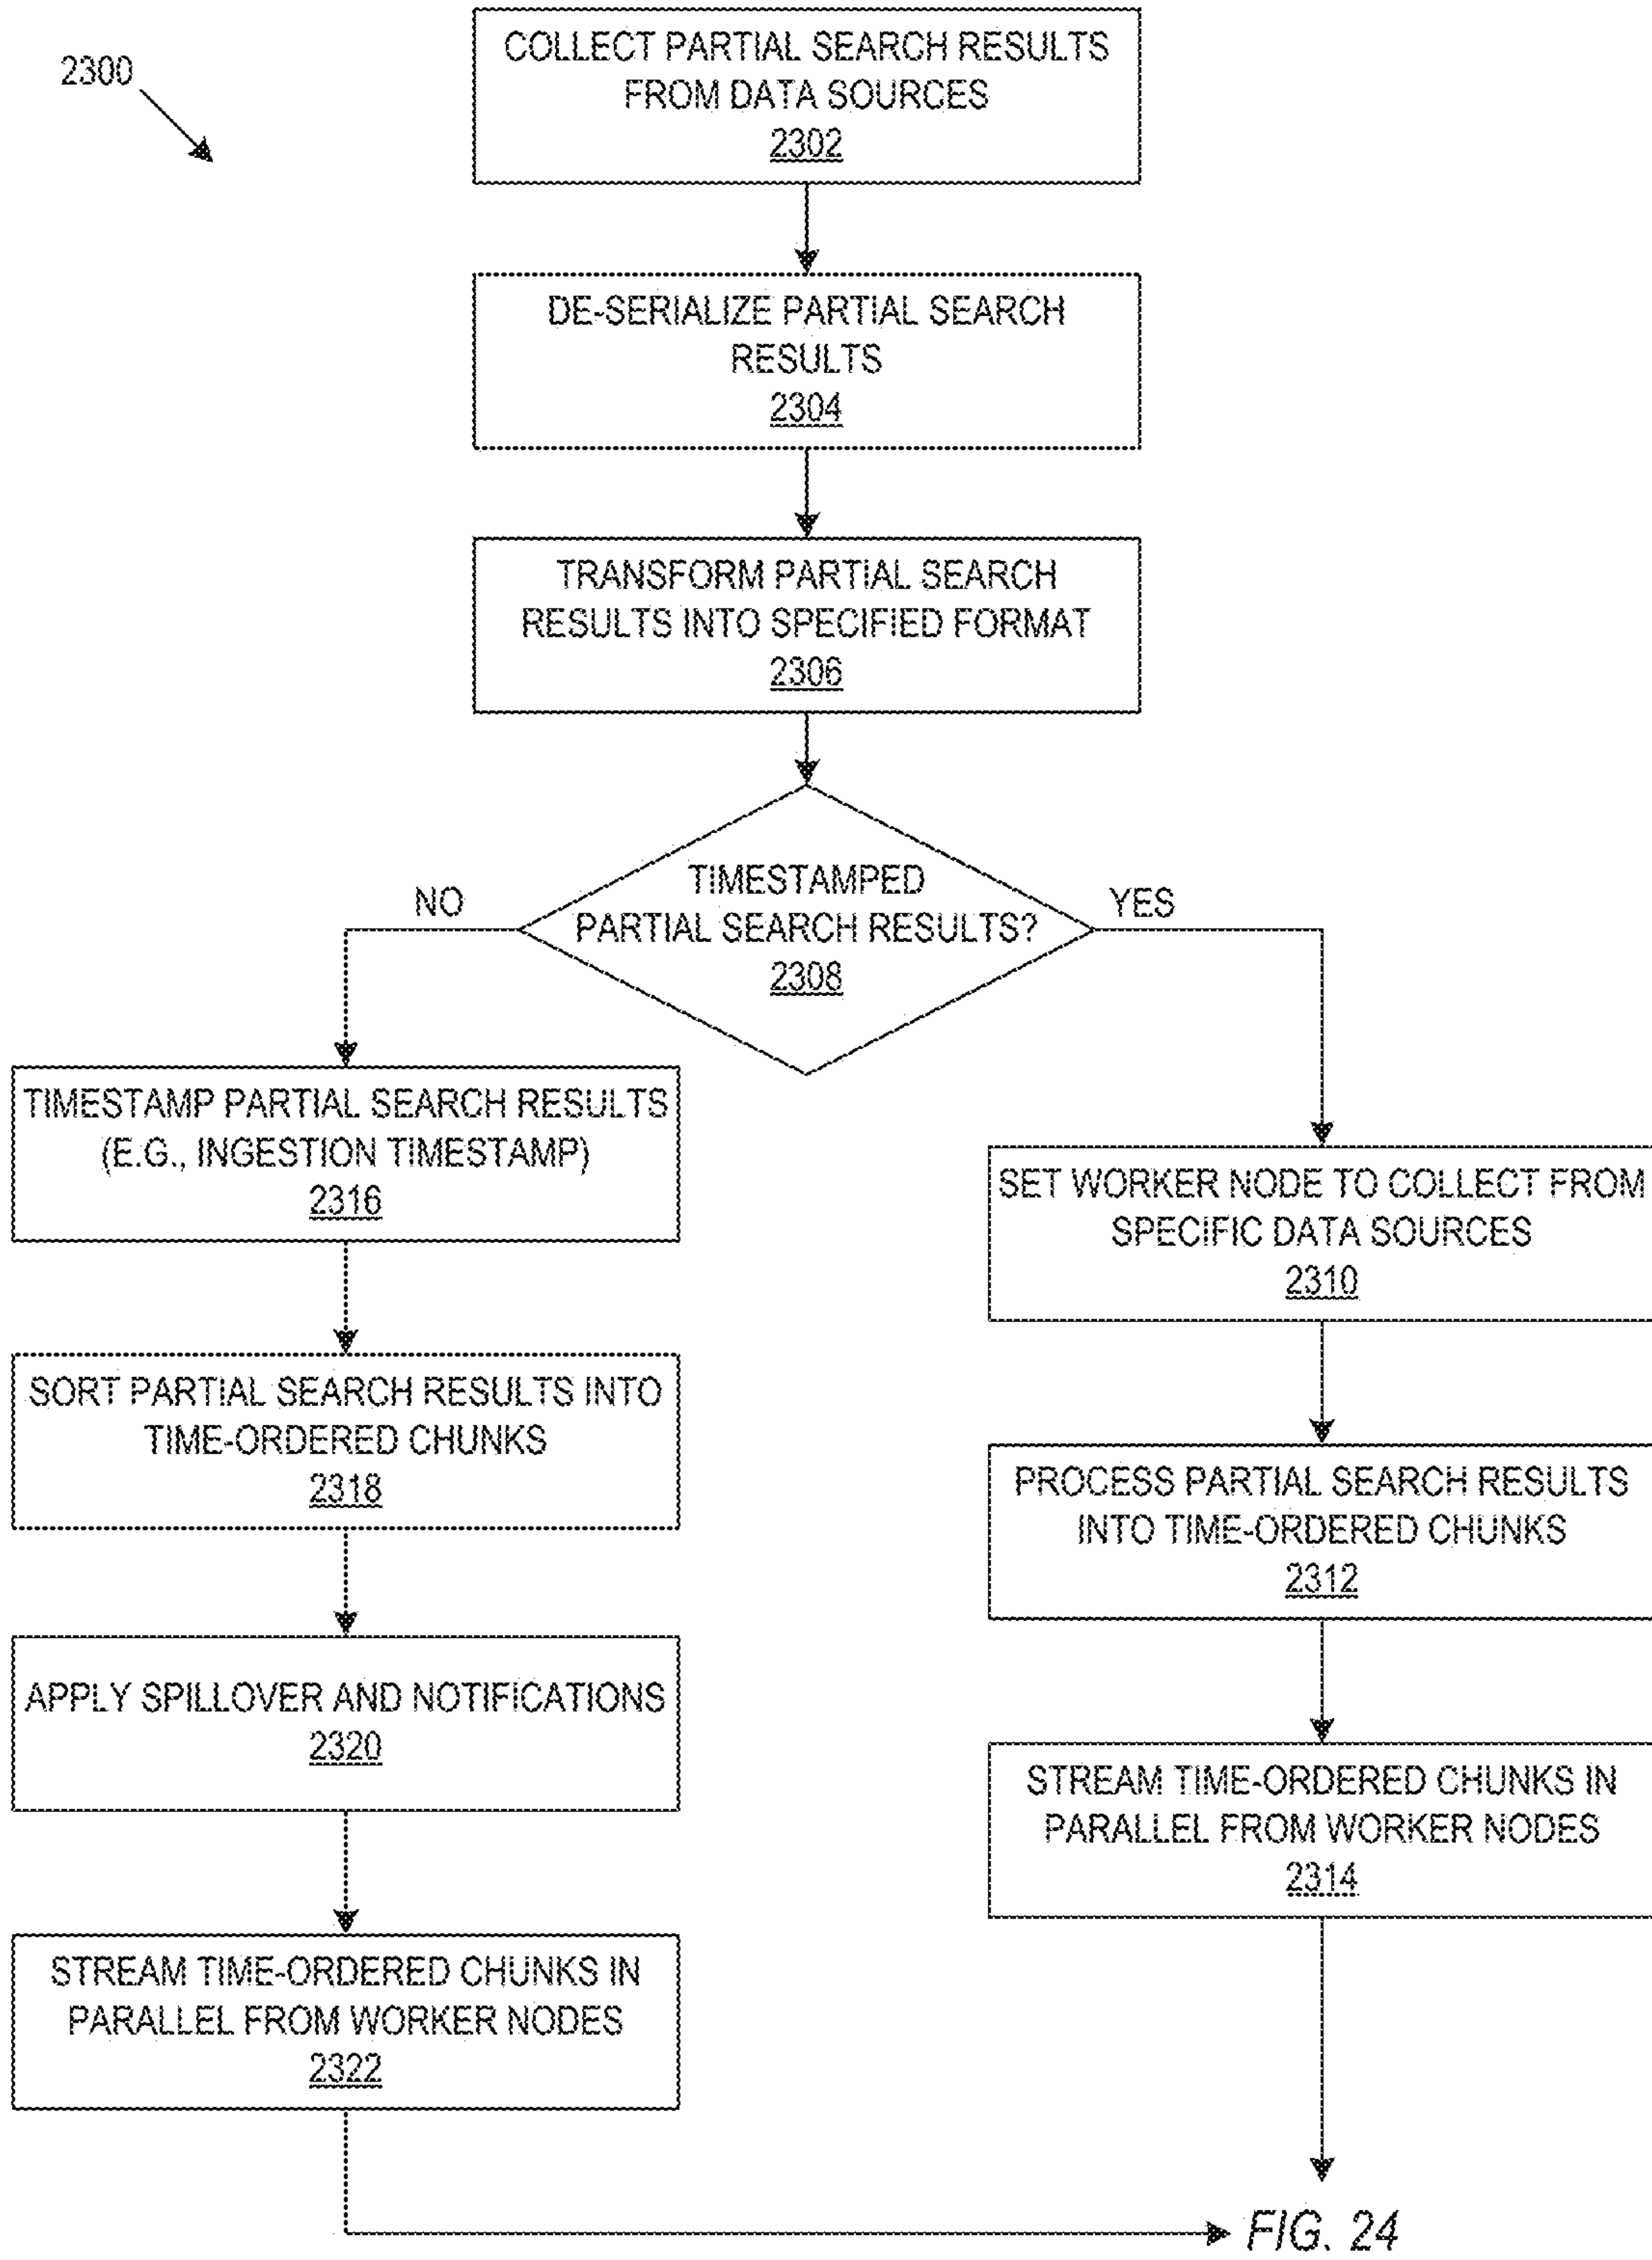 2300
COLLECT PARTIAL SEARCH RESULTS
FROM DATA SOURCES
2302
DE-SERIALIZE PARTIAL SEARCH
RESULTS
2304
TRANSFORM PARTIAL SEARCH
RESULTS INTO SPECIFIED FORMAT
2306
TIMESTAMPED
PARTIAL SEARCH RESULTS?
2308
NO
YES
TIMESTAMP PARTIAL SEARCH RESULTS
(E.G., INGESTION TIMESTAMP)
2316
SORT PARTIAL SEARCH RESULTS INTO
TIME-ORDERED CHUNKS
2318
APPLY SPILLOVER AND NOTIFICATIONS
2320
STREAM TIME-ORDERED CHUNKS IN
PARALLEL FROM WORKER NODES
2322
SET WORKER NODE TO COLLECT FROM
SPECIFIC DATA SOURCES
2310
PROCESS PARTIAL SEARCH RESULTS
INTO TIME-ORDERED CHUNKS
2312
STREAM TIME-ORDERED CHUNKS IN
PARALLEL FROM WORKER NODES
2314
FIG. 24